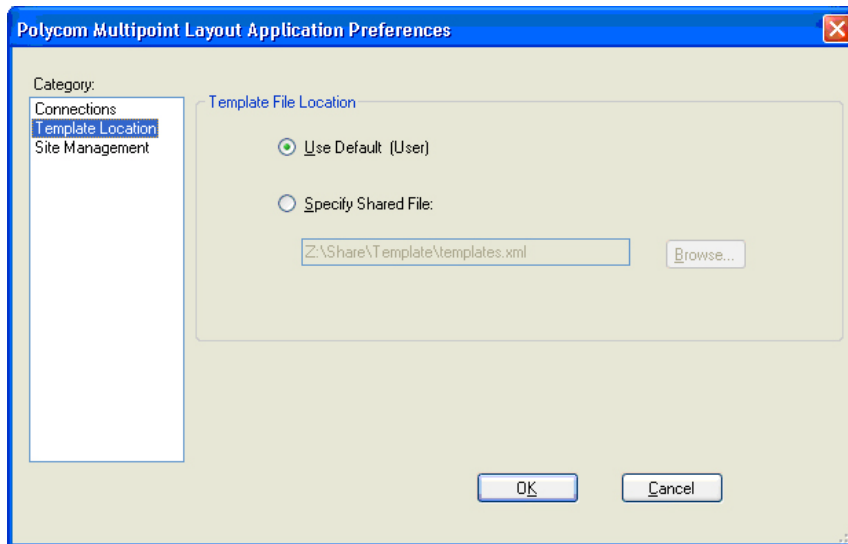 Polycom Multipoint Layout Application Preferences
Category:
Connections
Template Location
Site Management
Template File Location
Use Default (User)
Specify Shared File:
Z:\Share\Template\templates.xml
Browse...
OK
Cancel